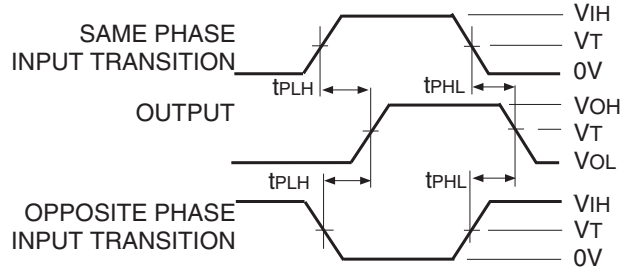 SAME PHASE
INPUT TRANSITION
VIH
VT
0V
tPLH
tPHL
OUTPUT
VOH
VT
VOL
tPLH
tPHL
OPPOSITE PHASE
INPUT TRANSITION
VIH
VT
0V